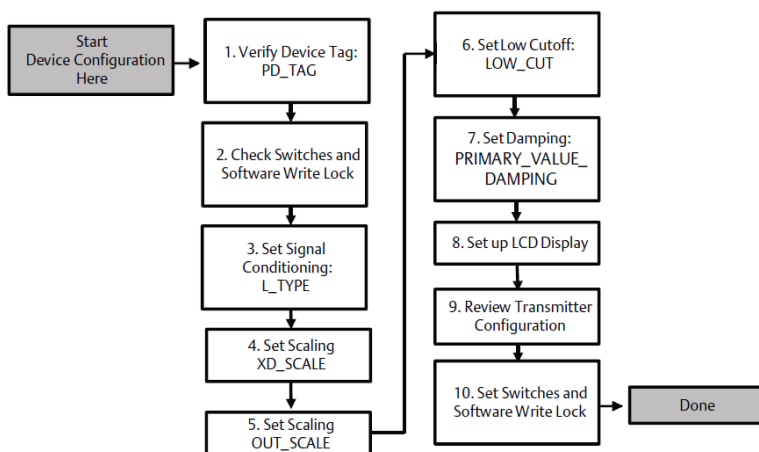 Start
Device Configuration
Here
1. Verify Device Tag:
PD_TAG
2. Check Switches and
Software Write Lock
3. Set Signal
Conditioning:
L_TYPE
4. Set Scaling
XD_SCALE
5. Set Scaling
OUT_SCALE
6. Set Low Cutoff:
LOW_CUT
7. Set Damping:
PRIMARY_VALUE_
DAMPING
8. Set up LCD Display
9. Review Transmitter
Configuration
10. Set Switches and
Software Write Lock
Done